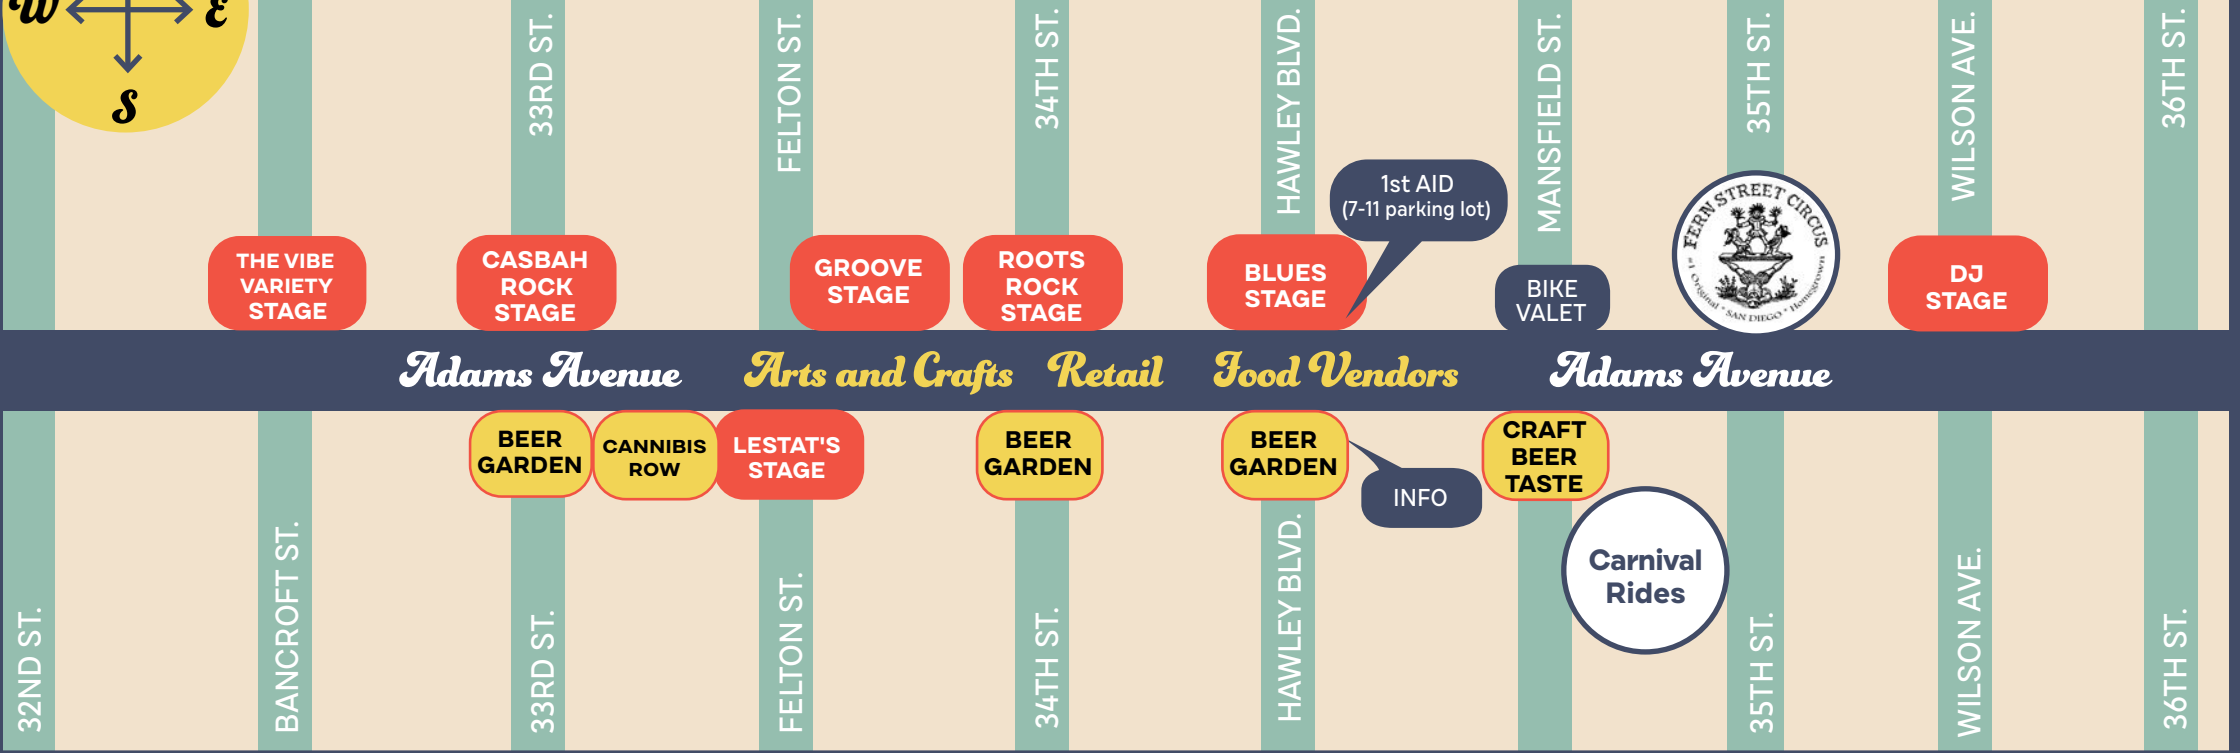 W
E
S
33RD ST.
FELTON ST.
34TH ST.
HAWLEY BLVD.
MANSFIELD ST.
35TH ST.
WILSON AVE.
36TH ST.
1st AID
(7-11 parking lot)
THE VIBE
VARIETY
STAGE
CASBAH
ROCK
STAGE
GROOVE
STAGE
ROOTS
ROCK
STAGE
BLUES
STAGE
BIKE
VALET
FERN STREET CIRCUS
#1 Original * SAN DIEGO * Homegrown
DJ
STAGE
Adams Avenue
Arts and Crafts
Retail
Food Vendors
Adams Avenue
BEER
GARDEN
CANNIBIS
ROW
LESTAT'S
STAGE
BEER
GARDEN
BEER
GARDEN
INFO
CRAFT
BEER
TASTE
Carnival
Rides
32ND ST.
BANCROFT ST.
33RD ST.
FELTON ST.
34TH ST.
HAWLEY BLVD.
35TH ST.
WILSON AVE.
36TH ST.